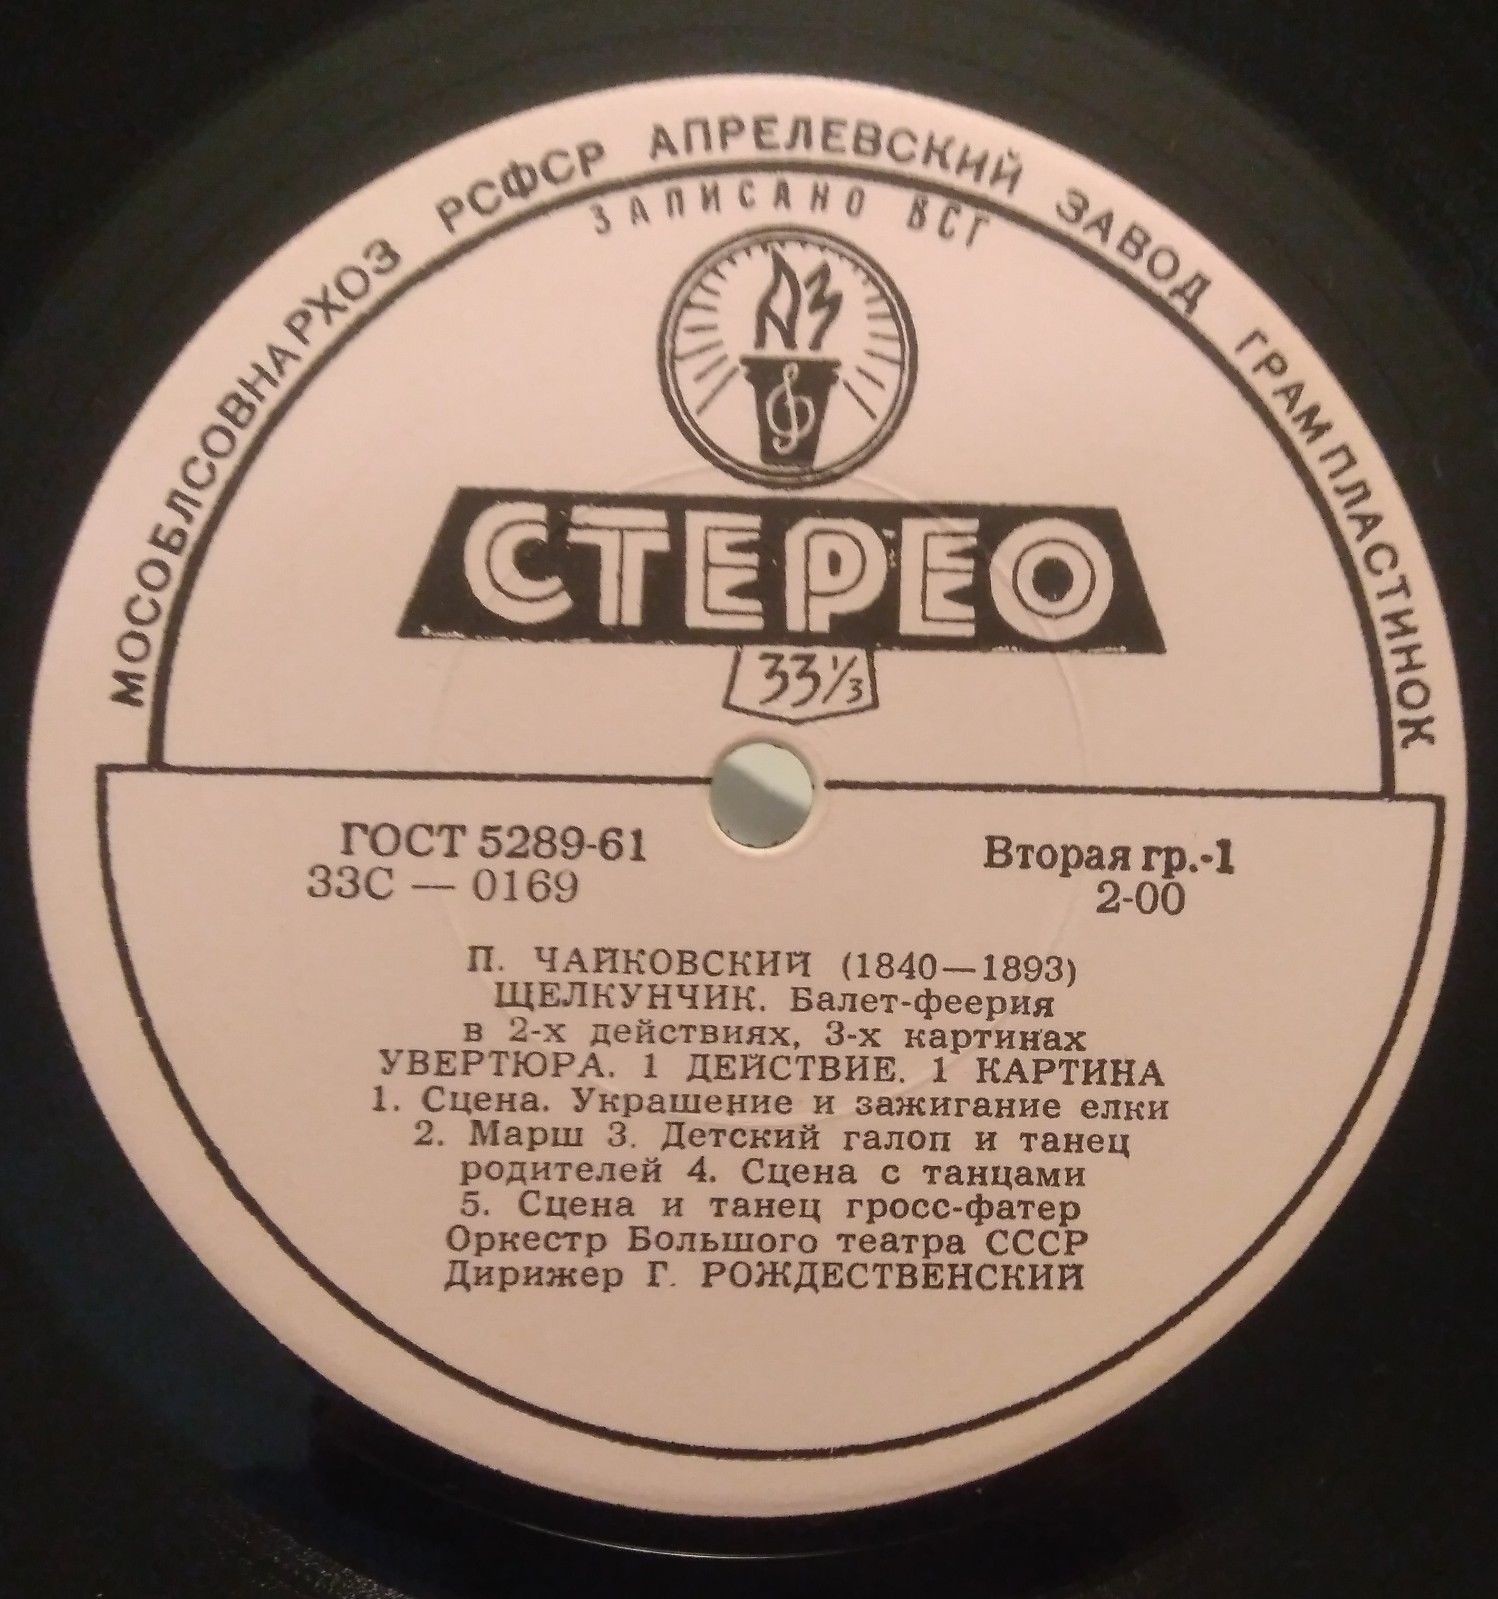 МОСОБЛСОВНАРХОЗ РСФСР АПРЕЛЕВСКИЙ ЗАВОД ГРАМПЛАСТИНОК
ЗАПИСАНО ВСГ
АЗ
СТЕРЕО
33⅓
ГОСТ 5289-61
33С — 0169
Вторая гр.-1
2-00
П. ЧАЙКОВСКИЙ (1840—1893)
ЩЕЛКУНЧИК. Балет-феерия
в 2-х действиях, 3-х картинах
УВЕРТЮРА. 1 ДЕЙСТВИЕ. 1 КАРТИНА
1. Сцена. Украшение и зажигание елки
2. Марш 3. Детский галоп и танец
родителей 4. Сцена с танцами
5. Сцена и танец гросс-фатер
Оркестр Большого театра СССР
Дирижер Г. РОЖДЕСТВЕНСКИЙ